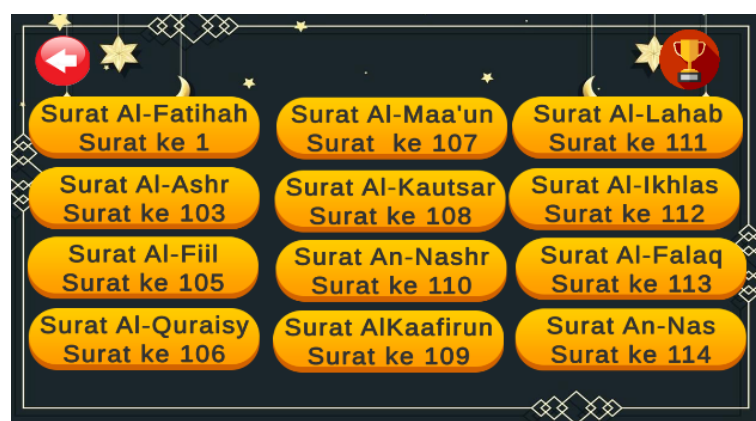 Surat Al-Fatihah
Surat ke 1
Surat Al-Maa'un
Surat ke 107
Surat Al-Lahab
Surat ke 111
Surat Al-Ashr
Surat ke 103
Surat Al-Kautsar
Surat ke 108
Surat Al-Ikhlas
Surat ke 112
Surat Al-Fiil
Surat ke 105
Surat An-Nashr
Surat ke 110
Surat Al-Falaq
Surat ke 113
Surat Al-Quraisy
Surat ke 106
Surat AlKaafirun
Surat ke 109
Surat An-Nas
Surat ke 114